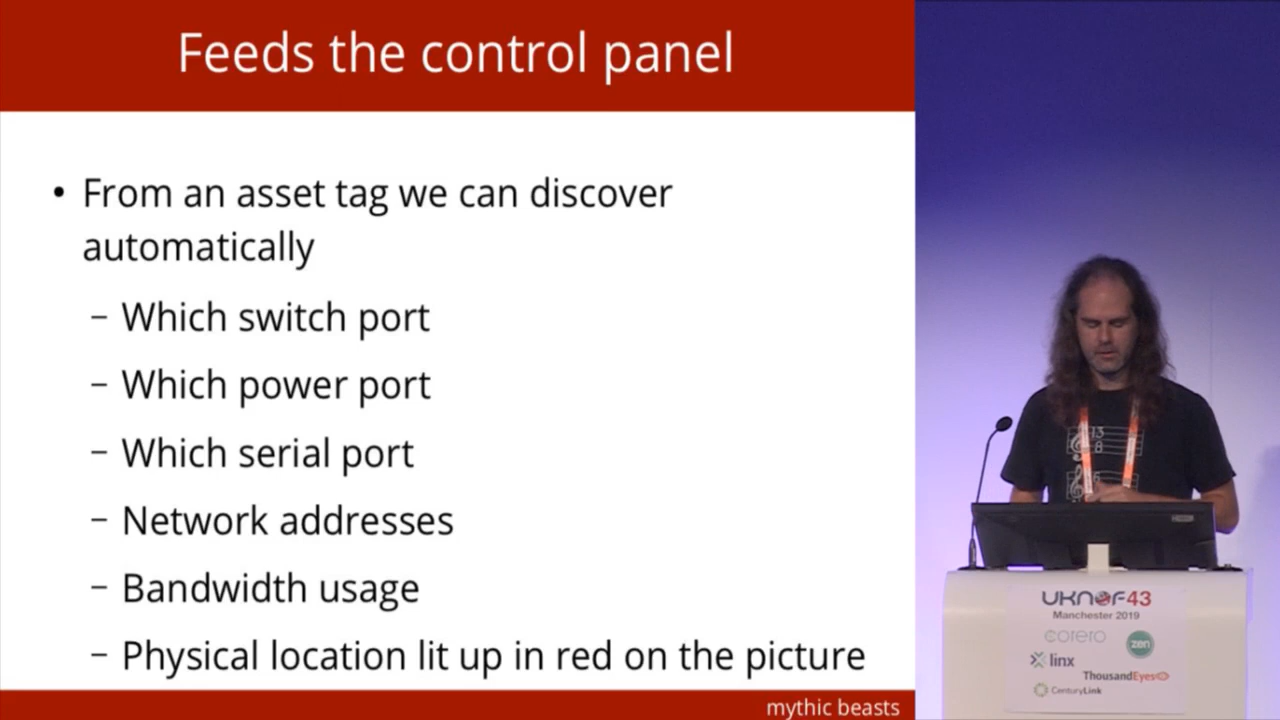 Feeds the control panel
• From an asset tag we can discover
automatically
– Which switch port
– Which power port
– Which serial port
– Network addresses
– Bandwidth usage
– Physical location lit up in red on the picture
mythic beasts
13
8
UKNOF43
Manchester 2019
corero
zen
linx
ThousandEyes
CenturyLink